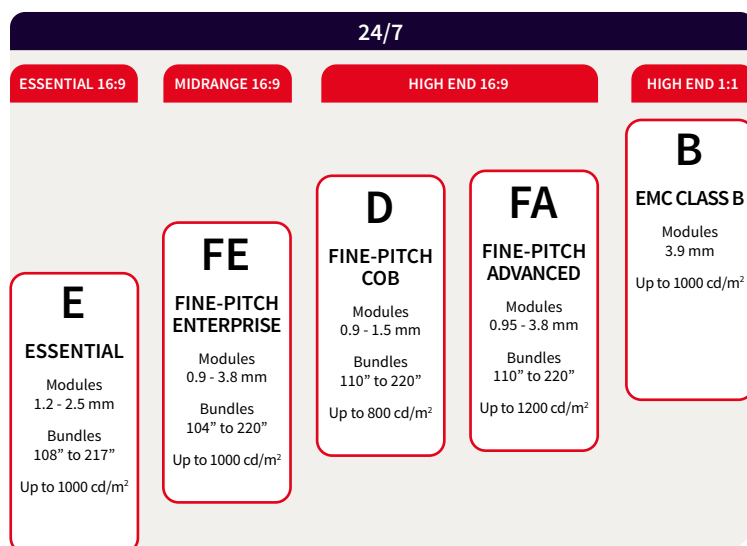 24/7
ESSENTIAL 16:9
MIDRANGE 16:9
HIGH END 16:9
HIGH END 1:1
E
ESSENTIAL
Modules
1.2 - 2.5 mm
Bundles
108” to 217”
Up to 1000 cd/m²
FE
FINE-PITCH
ENTERPRISE
Modules
0.9 - 3.8 mm
Bundles
104” to 220”
Up to 1000 cd/m²
D
FINE-PITCH
COB
Modules
0.9 - 1.5 mm
Bundles
110” to 220”
Up to 800 cd/m²
FA
FINE-PITCH
ADVANCED
Modules
0.95 - 3.8 mm
Bundles
110” to 220”
Up to 1200 cd/m²
B
EMC CLASS B
Modules
3.9 mm
Up to 1000 cd/m²